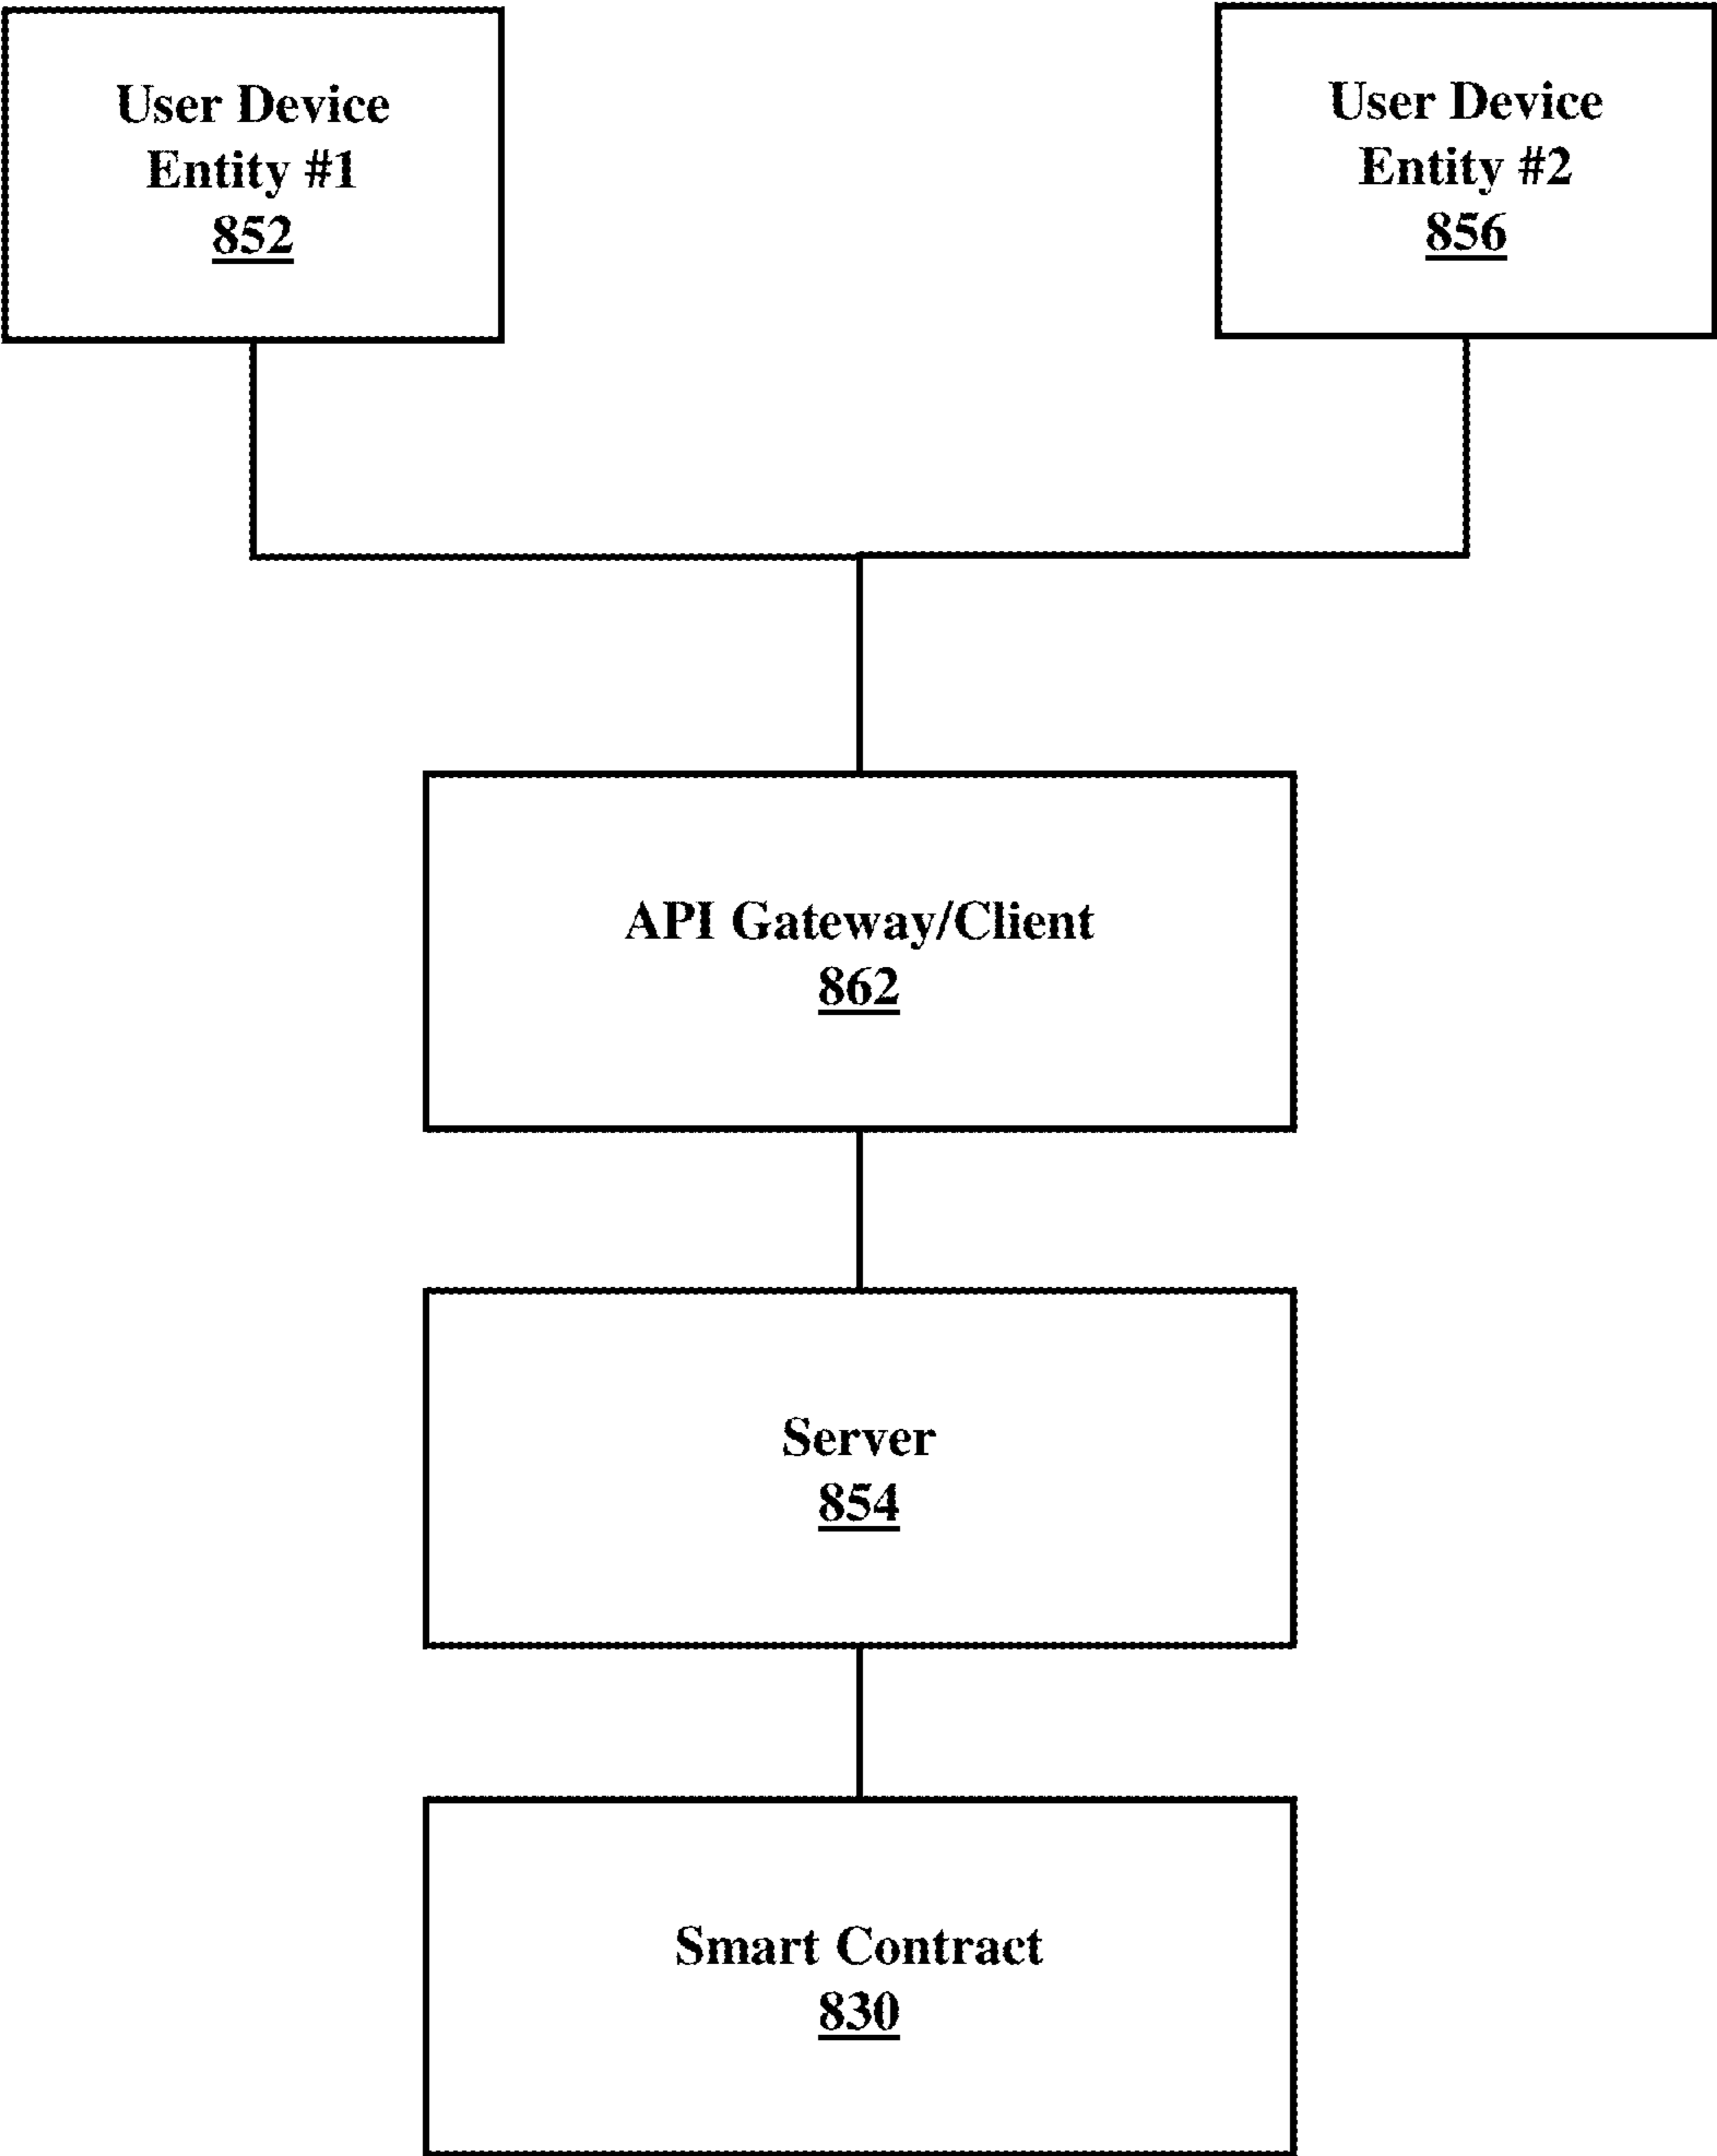 User Device
Entity #1
852
User Device
Entity #2
856
API Gateway/Client
862
Server
854
Smart Contract
830